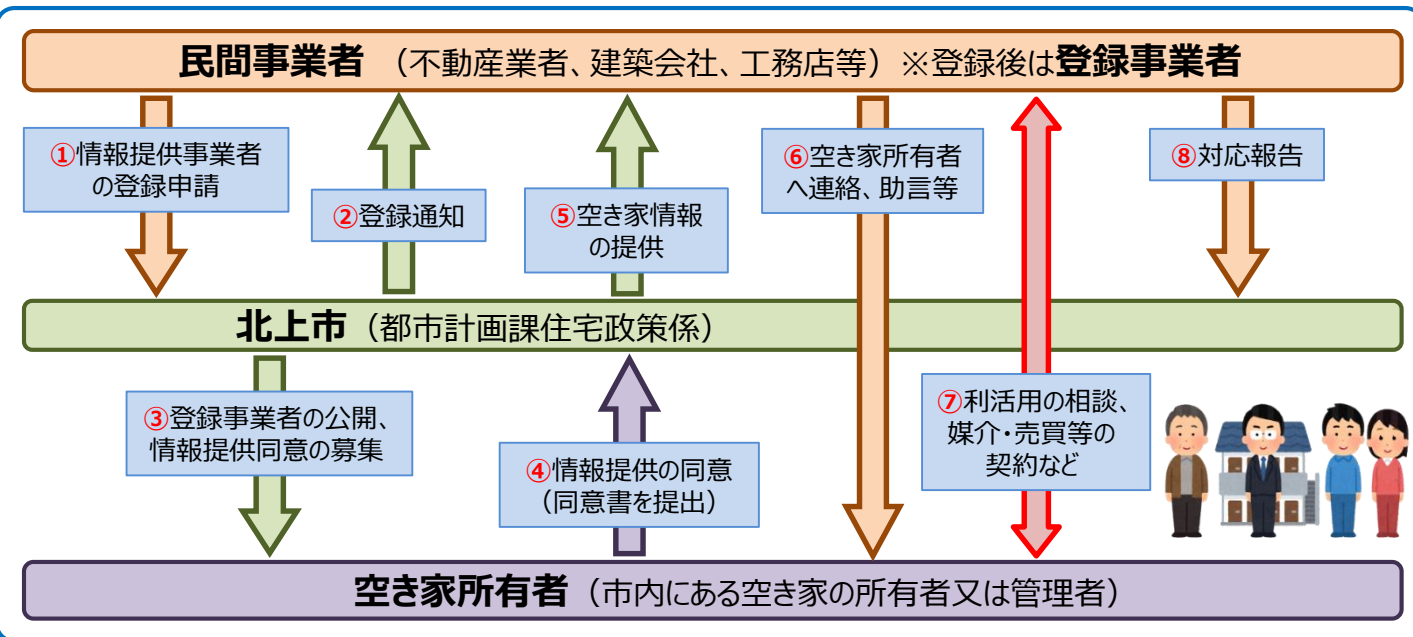 民間事業者 （不動産業者、建築会社、工務店等）※登録後は登録事業者
①情報提供事業者
の登録申請
②登録通知
⑤空き家情報
の提供
⑥空き家所有者
へ連絡、助言等
⑧対応報告
北上市（都市計画課住宅政策係）
③登録事業者の公開、
情報提供同意の募集
④情報提供の同意
（同意書を提出）
⑦利活用の相談、
媒介・売買等の
契約など
空き家所有者（市内にある空き家の所有者又は管理者）